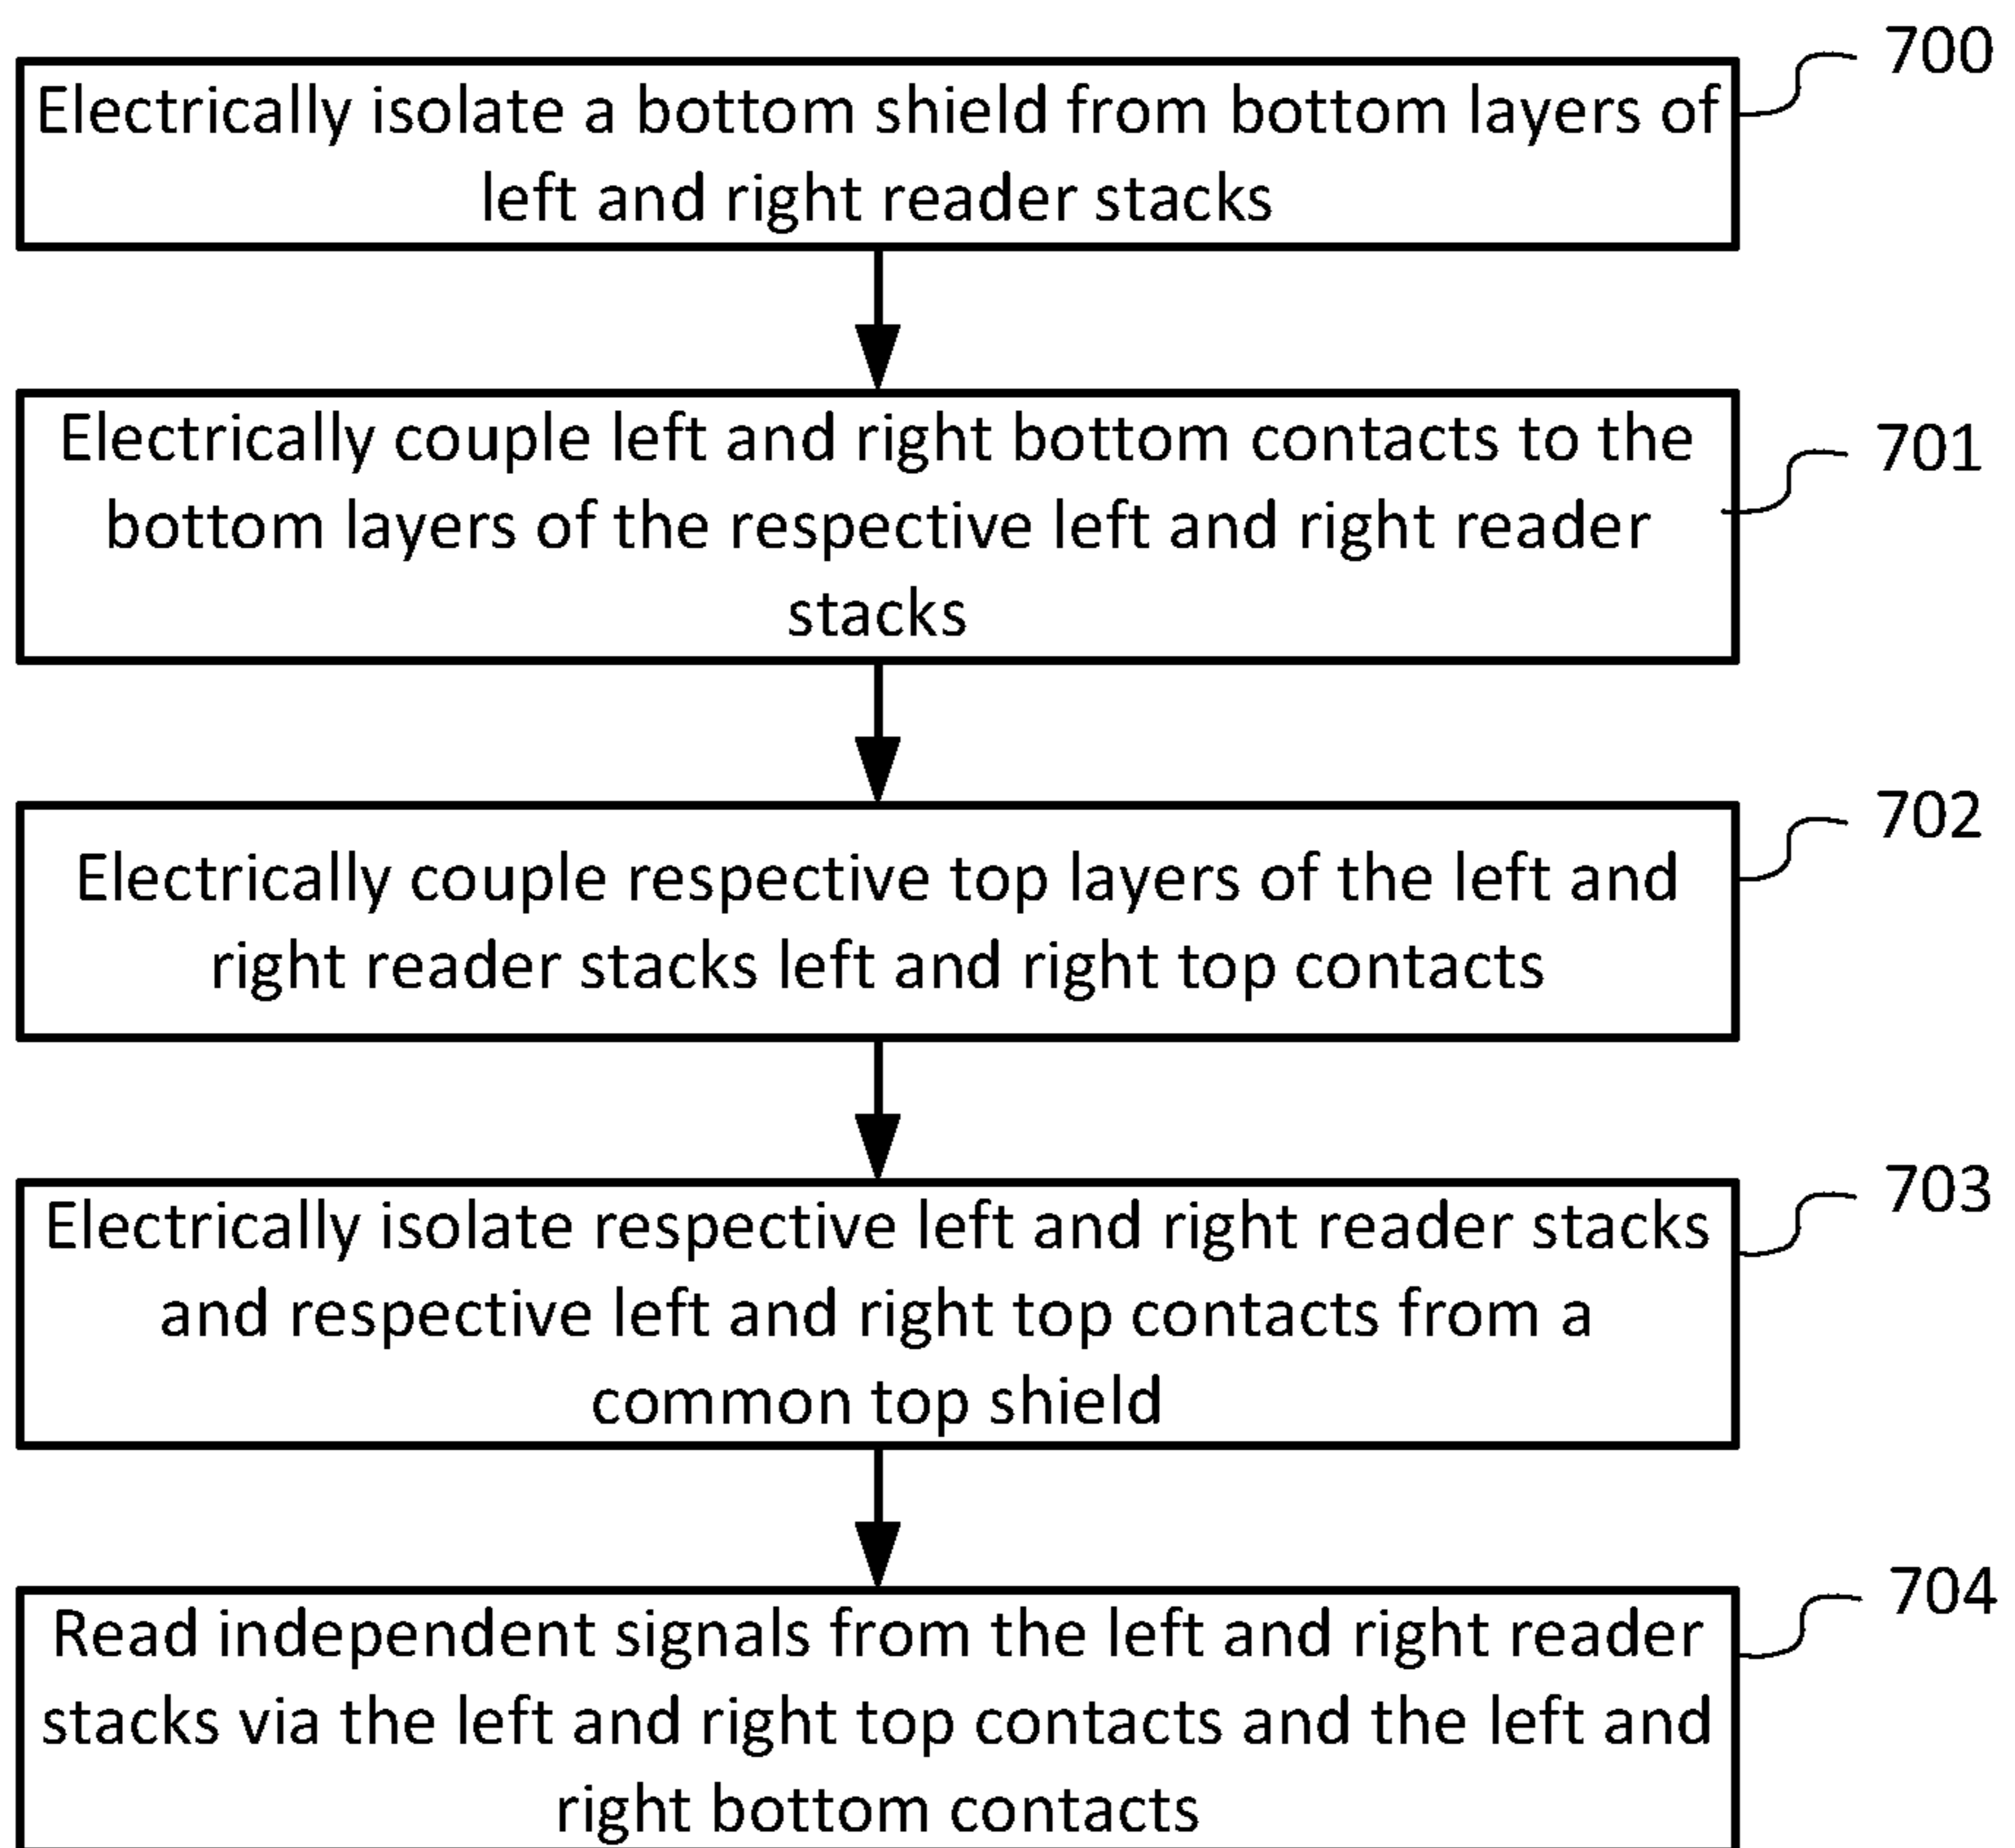 700
Electrically isolate a bottom shield from bottom layers of
left and right reader stacks
701
Electrically couple left and right bottom contacts to the
bottom layers of the respective left and right reader
stacks
702
Electrically couple respective top layers of the left and
right reader stacks left and right top contacts
703
Electrically isolate respective left and right reader stacks
and respective left and right top contacts from a
common top shield
704
Read independent signals from the left and right reader
stacks via the left and right top contacts and the left and
right bottom contacts